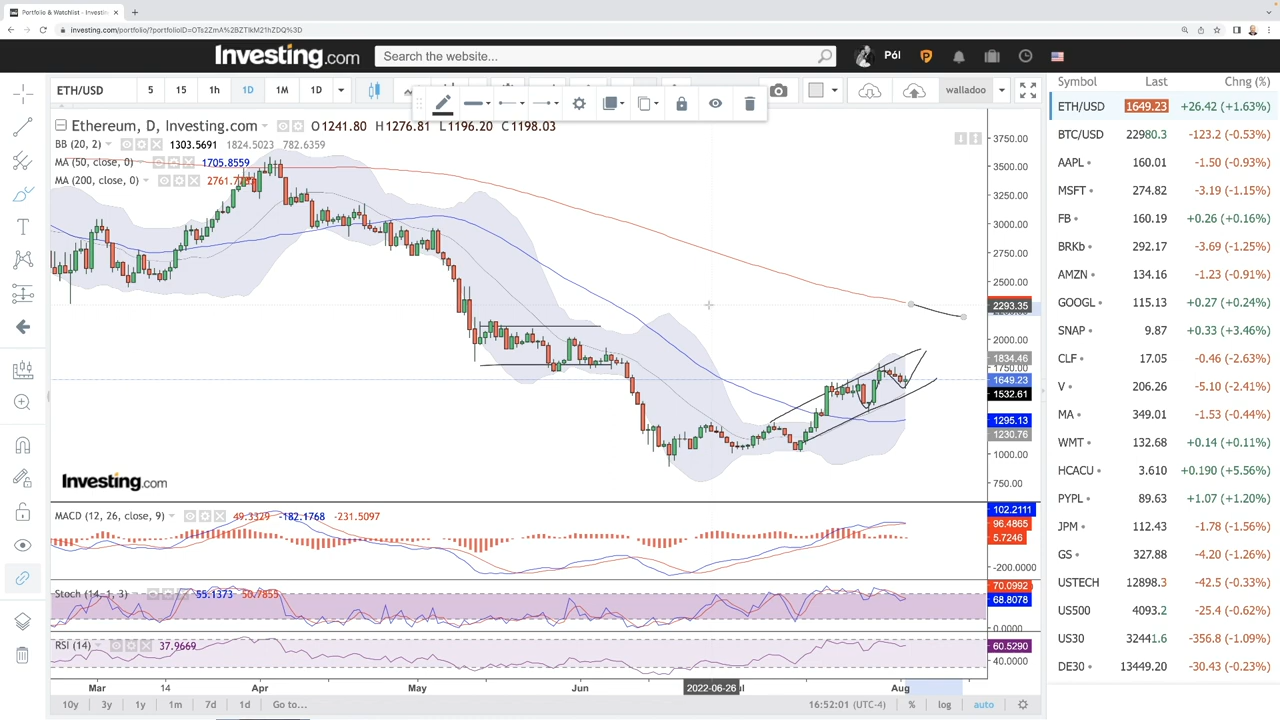 Portfolio & Watchlist - Investin
investing.com/portfolio/?portfolioID=OTs2ZmA%2BZTlkM21hZDQ%3D
Investing.com
Search the website...
Pól
ETH/USD 5 15 1h 1D 1M 1D
walladoo
Ethereum, D, Investing.com O1241.80 H1276.81 L1196.20 C1198.03
BB (20, 2) 1303.5691 1824.5023 782.6359
MA (50, close, 0) 1705.8559
MA (200, close, 0)
3750.00
3500.00
3250.00
3000.00
2750.00
2500.00
2293.35
2000.00
1834.46
1750.00
1649.23
1532.61
1295.13
1230.76
1000.00
750.00
Investing.com
MACD (12, 26, close, 9) 49.3329 -182.1768 -231.5097
102.2111
96.4865
5.7246
-200.0000
Stoch (14, 1, 3) 55.1373 50.7855
70.0992
68.8078
0.0000
RSI (14) 37.9669
60.5290
40.0000
Mar 14 Apr May Jun 2022-06-26 Aug
10y 3y 1y 1m 7d 1d Go to...
16:52:01 (UTC-4) % log auto
Symbol Last Chng (%)
ETH/USD 1649.23 +26.42 (+1.63%)
BTC/USD 22980.3 -123.2 (-0.53%)
AAPL 160.01 -1.50 (-0.93%)
MSFT 274.82 -3.19 (-1.15%)
FB 160.19 +0.26 (+0.16%)
BRKb 292.17 -3.69 (-1.25%)
AMZN 134.16 -1.23 (-0.91%)
GOOGL 115.13 +0.27 (+0.24%)
SNAP 9.87 +0.33 (+3.46%)
CLF 17.05 -0.46 (-2.63%)
V 206.26 -5.10 (-2.41%)
MA 349.01 -1.53 (-0.44%)
WMT 132.68 +0.14 (+0.11%)
HCACU 3.610 +0.190 (+5.56%)
PYPL 89.63 +1.07 (+1.20%)
JPM 112.43 -1.78 (-1.56%)
GS 327.88 -4.20 (-1.26%)
USTECH 12898.3 -42.5 (-0.33%)
US500 4093.2 -25.4 (-0.62%)
US30 32441.6 -356.8 (-1.09%)
DE30 13449.20 -30.43 (-0.23%)